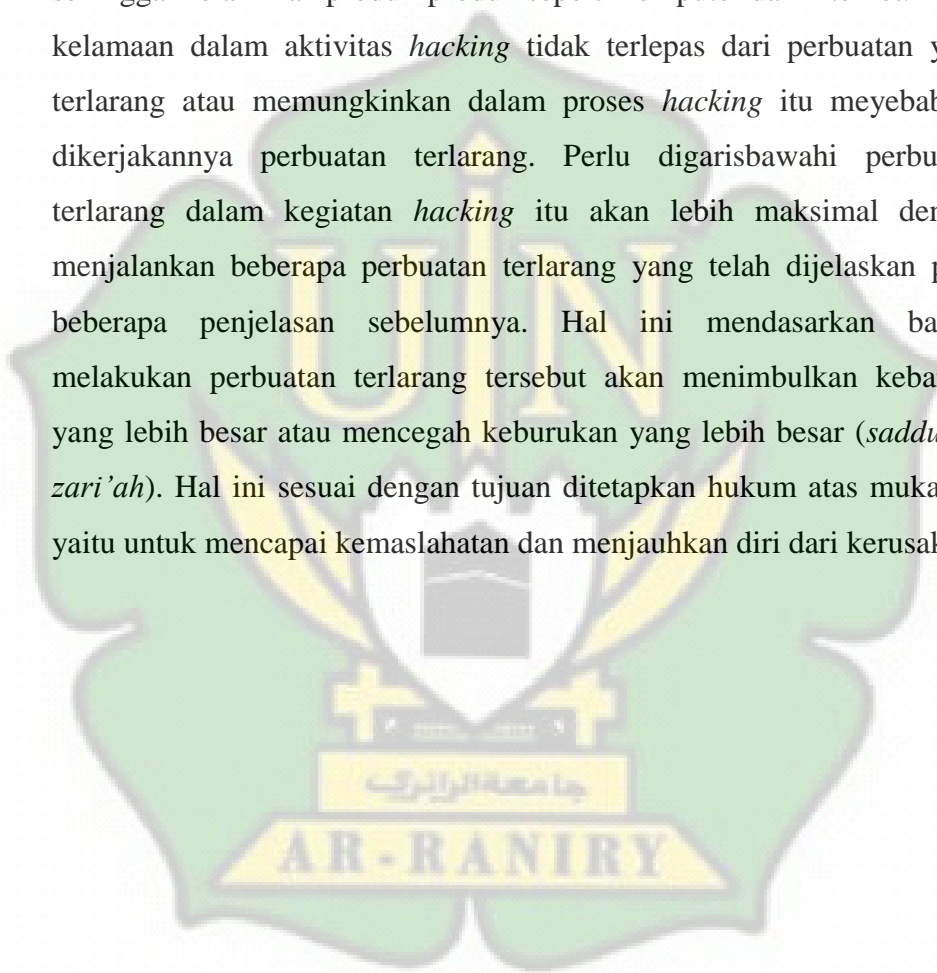 kelamaan dalam aktivitas hacking tidak terlepas dari perbuatan
terlarang atau memungkinkan dalam proses hacking itu
dikerjakannya perbuatan terlarang. Perlu digarisbawahi
terlarang dalam kegiatan hacking itu akan lebih maksimal
menjalankan beberapa perbuatan terlarang yang telah dijelaskan
beberapa penjelasan sebelumnya. Hal ini mendasarkan
melakukan perbuatan terlarang tersebut akan menimbulkan
yang lebih besar atau mencegah keburukan yang lebih besar (
zari’ah). Hal ini sesuai dengan tujuan ditetapkan hukum atas
yaitu untuk mencapai kemaslahatan dan menjauhkan diri dari
UIN
جامعة الرانري
AR-RANIRY